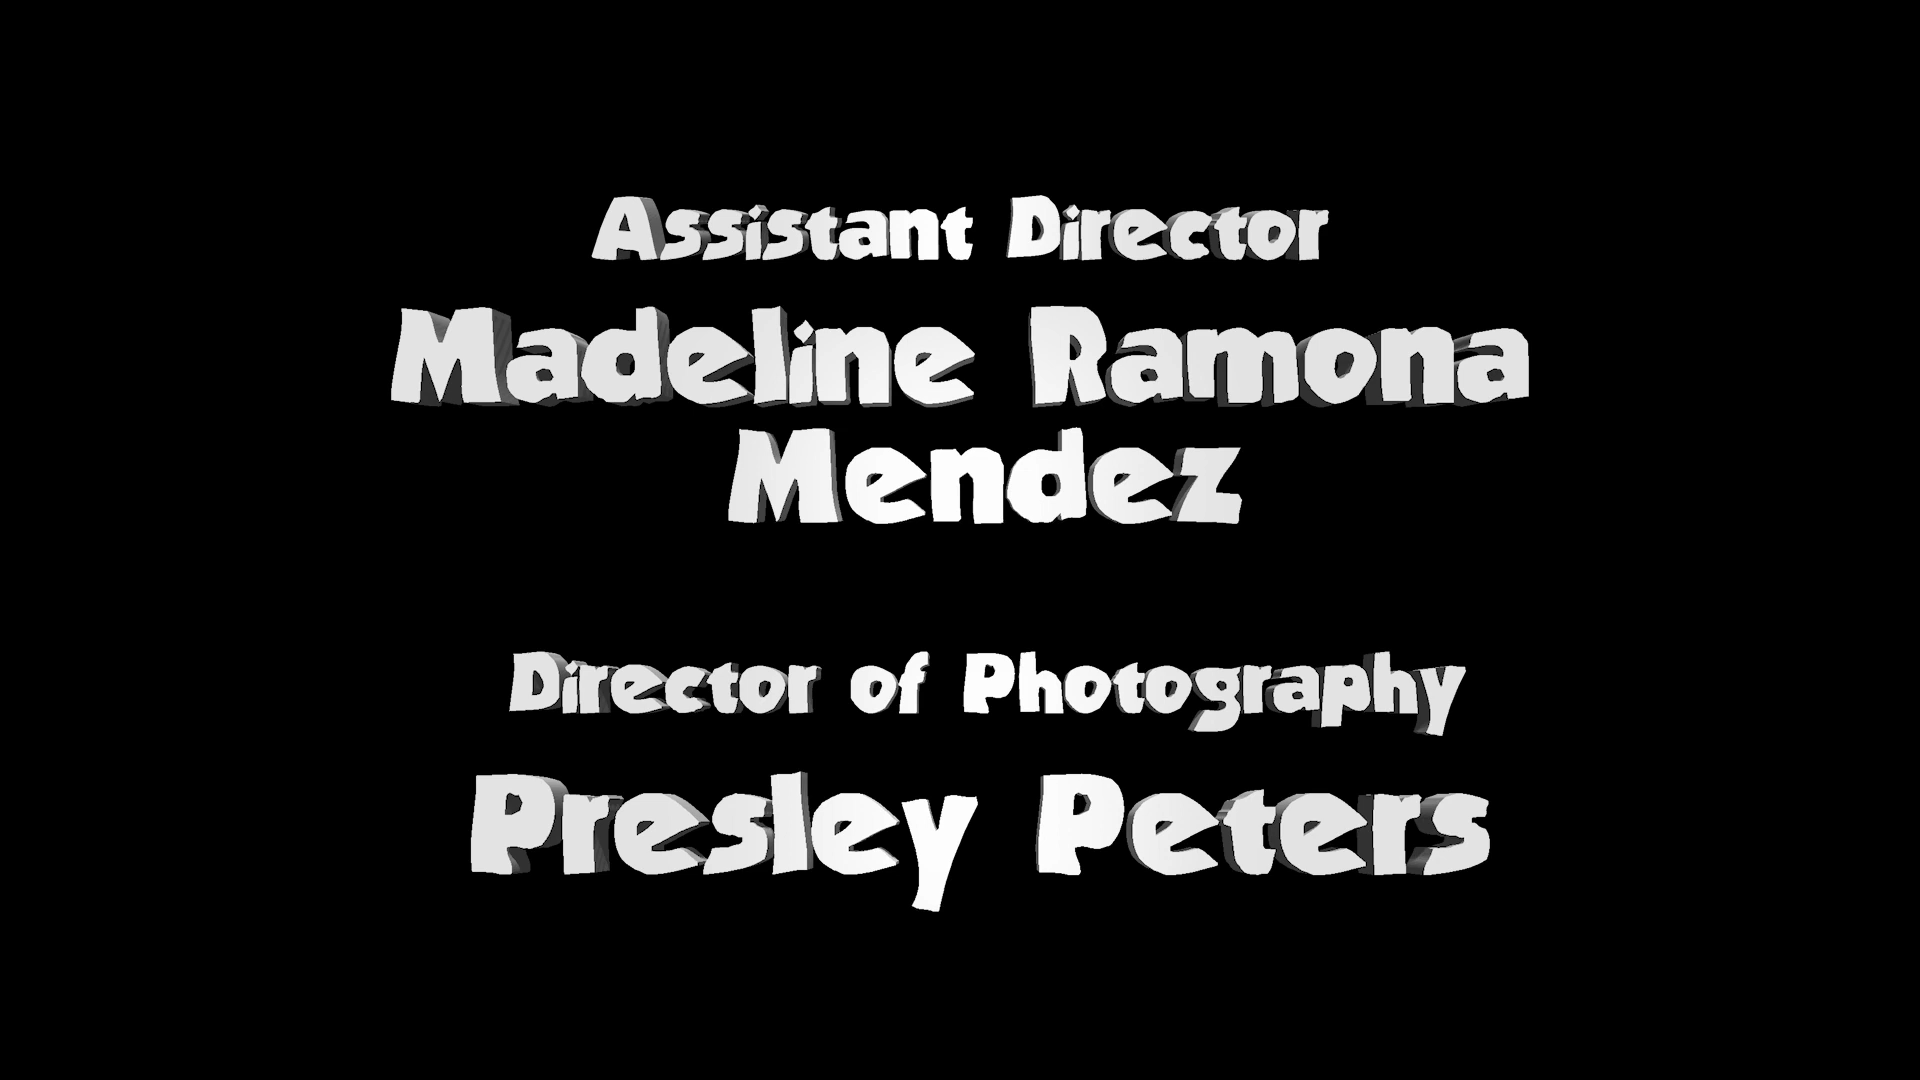 Assistant Director
Madeline Ramona
Mendez
Director of Photography
Presley Peters